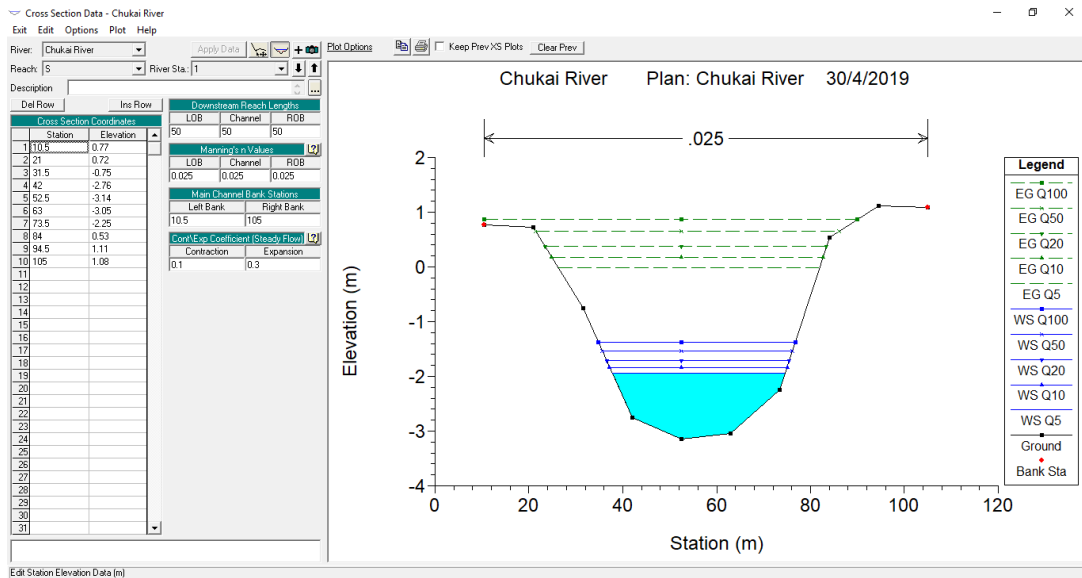 Cross Section Data - Chukai River
Exit Edit Options Plot Help
River: Chukai River Apply Data Plot Options Keep Prev XS Plots Clear Prev
Reach: S River Sta.: 1
Description ...
Del Row Ins Row
Cross Section Coordinates
Station Elevation
1 10.5 0.77
2 21 0.72
3 31.5 -0.75
4 42 -2.76
5 52.5 -3.14
6 63 -3.05
7 73.5 -2.25
8 84 0.53
9 94.5 1.11
10 105 1.08
11
12
13
14
15
16
17
18
19
20
21
22
23
24
25
26
27
28
29
30
31
Downstream Reach Lengths
LOB Channel ROB
50 50 50
Manning's n Values
LOB Channel ROB
0.025 0.025 0.025
Main Channel Bank Stations
Left Bank Right Bank
10.5 105
Cont\Exp Coefficient (Steady Flow)
Contraction Expansion
0.1 0.3
Chukai River Plan: Chukai River 30/4/2019
.025
2
1
0
-1
-2
-3
-4
Elevation (m)
0 20 40 60 80 100 120
Station (m)
Legend
EG Q100
EG Q50
EG Q20
EG Q10
EG Q5
WS Q100
WS Q50
WS Q20
WS Q10
WS Q5
Ground
Bank Sta
Edit Station Elevation Data (m)